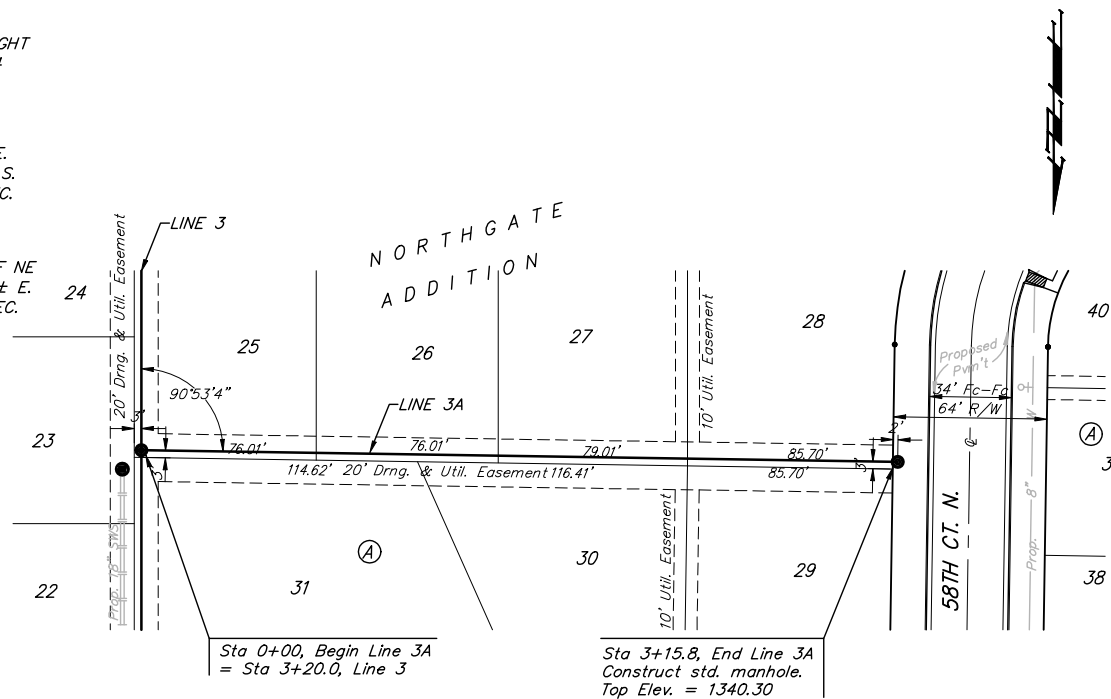 GHT
E.
S.
C.
F NE
± E.
EC.
LINE 3
NORTHGATE
ADDITION
20' Drng. & Util. Easement
24
25
26
27
28
40
10' Util. Easement
Proposed
Pvm't
34' Fc-Fc
64' R/W
90°53'4"
LINE 3A
3'
2'
23
A
3
76.01'
76.01'
79.01'
85.70'
3'
3'
114.62' 20' Drng. & Util. Easement 116.41'
85.70'
W
℄
Prop. 8"
58TH CT. N.
Prop. 18" SWS
10' Util. Easement
A
22
31
30
29
38
Sta 0+00, Begin Line 3A
= Sta 3+20.0, Line 3
Sta 3+15.8, End Line 3A
Construct std. manhole.
Top Elev. = 1340.30